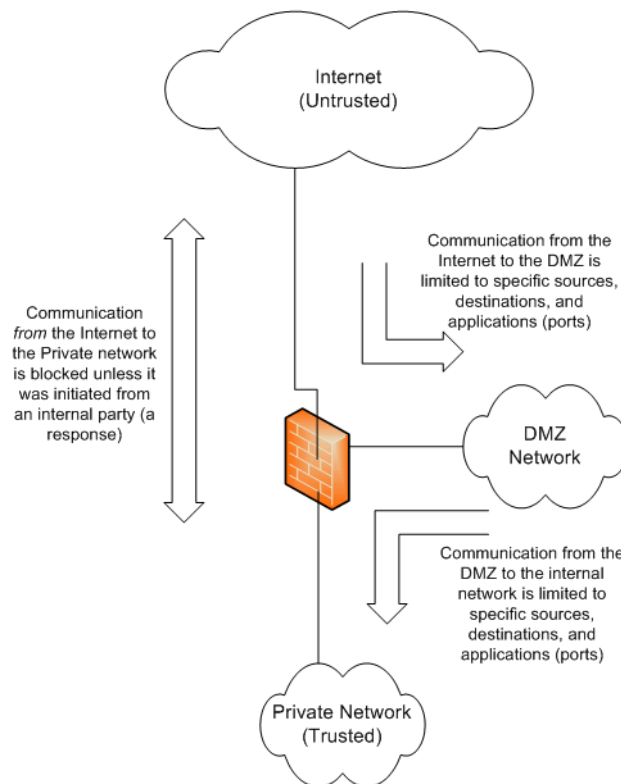 Internet
(Untrusted)
Communication from the
Internet to the DMZ is
limited to specific sources,
destinations, and
applications (ports)
Communication
from the Internet to
the Private network
is blocked unless it
was initiated from
an internal party (a
response)
DMZ
Network
Communication from the
DMZ to the internal
network is limited to
specific sources,
destinations, and
applications (ports)
Private Network
(Trusted)